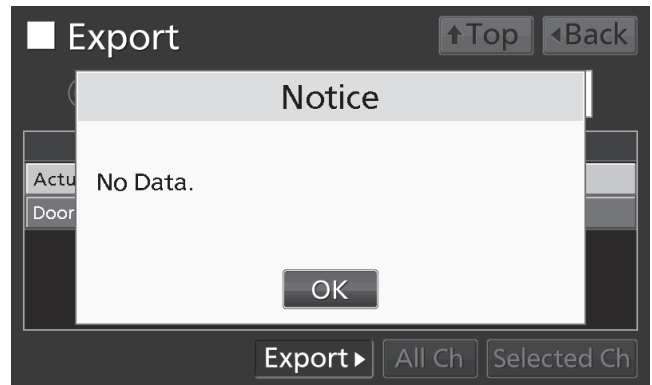 Export
↑Top
◂Back
Notice
Actu
No Data.
Door
OK
Export▸
All Ch
Selected Ch